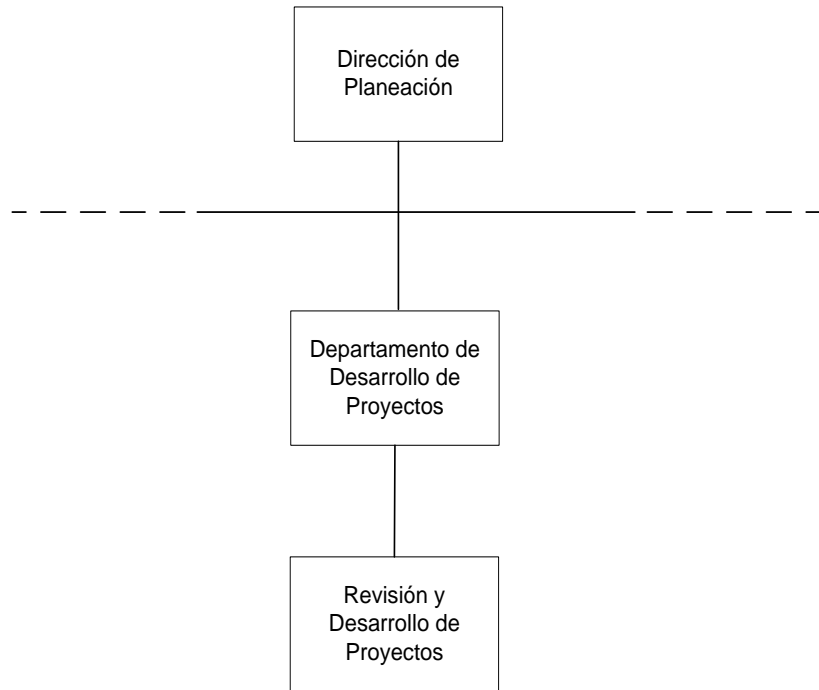 Dirección de
Planeación
Departamento de
Desarrollo de
Proyectos
Revisión y
Desarrollo de
Proyectos